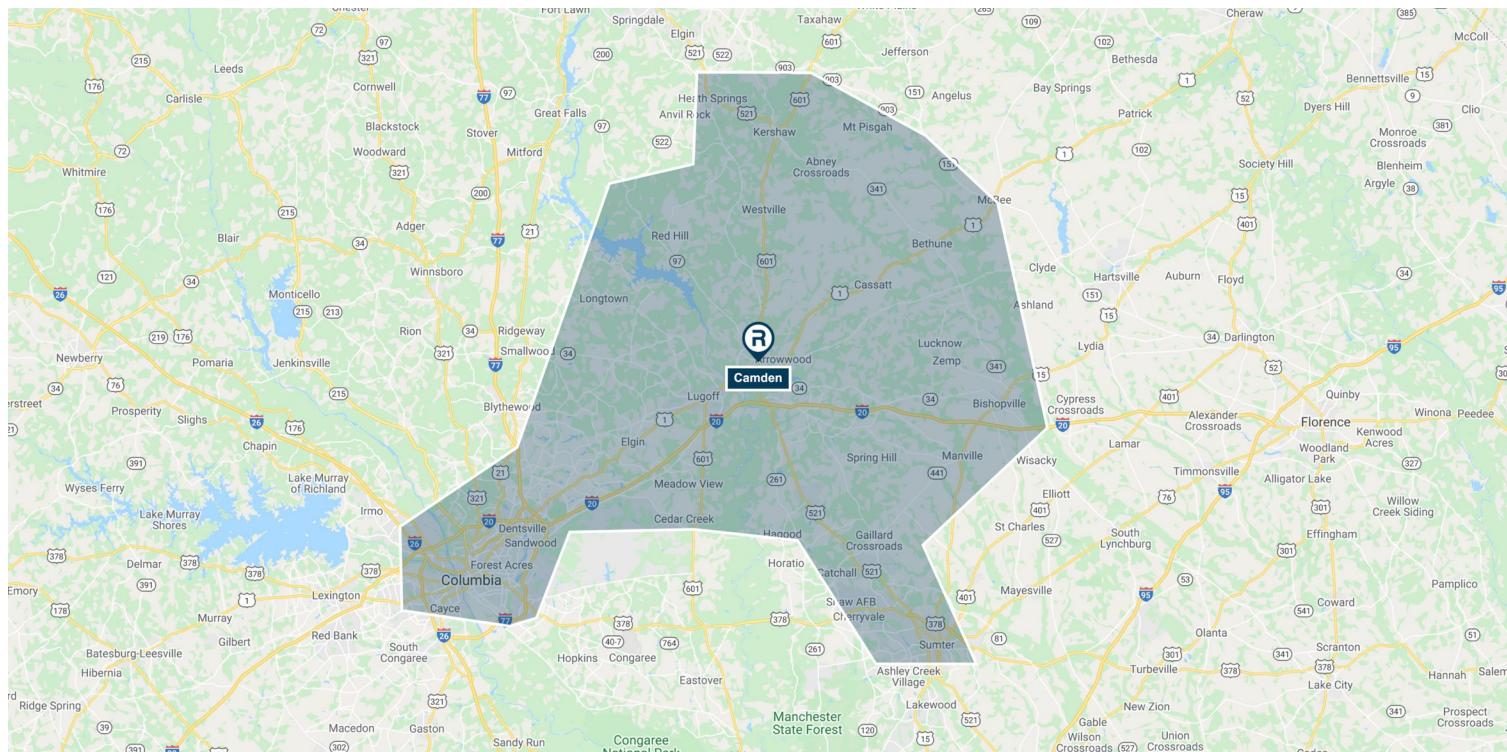 Fort Lawn
Springdale
Taxahaw
Cheraw
McColl
Elgin
Jefferson
Bethesda
Leeds
Bennettsville
Carlisle
Cornwell
Heath Springs
Angelus
Bay Springs
Great Falls
Anvil Rock
Patrick
Dyers Hill
Clio
Blackstock
Stover
Kershaw
Mt Pisgah
Monroe
Crossroads
Woodward
Mitford
Abney
Crossroads
Society Hill
Blenheim
Whitmire
Argyle
McBee
Westville
Blair
Adger
Red Hill
Bethune
Winnsboro
Clyde
Hartsville
Auburn
Floyd
Monticello
Longtown
Cassatt
Ashland
Rion
Ridgeway
Darlington
Newberry
Pomaria
Jenkinsville
Smallwood
R
Arrowwood
Lucknow
Zemp
Lydia
Camden
Prosperity
Slighs
Blythewood
Lugoff
Bishopville
Cypress
Crossroads
Quinby
Alexander
Crossroads
Winona
Peedee
Florence
Chapin
Elgin
Spring Hill
Manville
Wisacky
Lamar
Woodland
Park
Kenwood
Acres
Wyses Ferry
Lake Murray
of Richland
Meadow View
Timmonsville
Alligator Lake
Elliott
Willow
Creek Siding
Lake Murray
Shores
Irmo
Dentsville
Sandwood
Cedar Creek
Hagood
Gaillard
Crossroads
St Charles
South
Lynchburg
Effingham
Delmar
Forest Acres
Horatio
Catchall
Columbia
Mayesville
Pamplico
Lexington
Cayce
Shaw AFB
Cherryvale
Coward
Murray
Gilbert
Red Bank
South
Congaree
Sumter
Olanta
Scranton
Batesburg-Leesville
Hopkins
Congaree
Hibernia
Eastover
Ashley Creek
Village
Turbeville
Lake City
Hannah
Ridge Spring
Lakewood
New Zion
Prospect
Crossroads
Macedon
Gaston
Sandy Run
Congaree
Manchester
State Forest
Gable
Wilson
Crossroads
Union
Crossroads